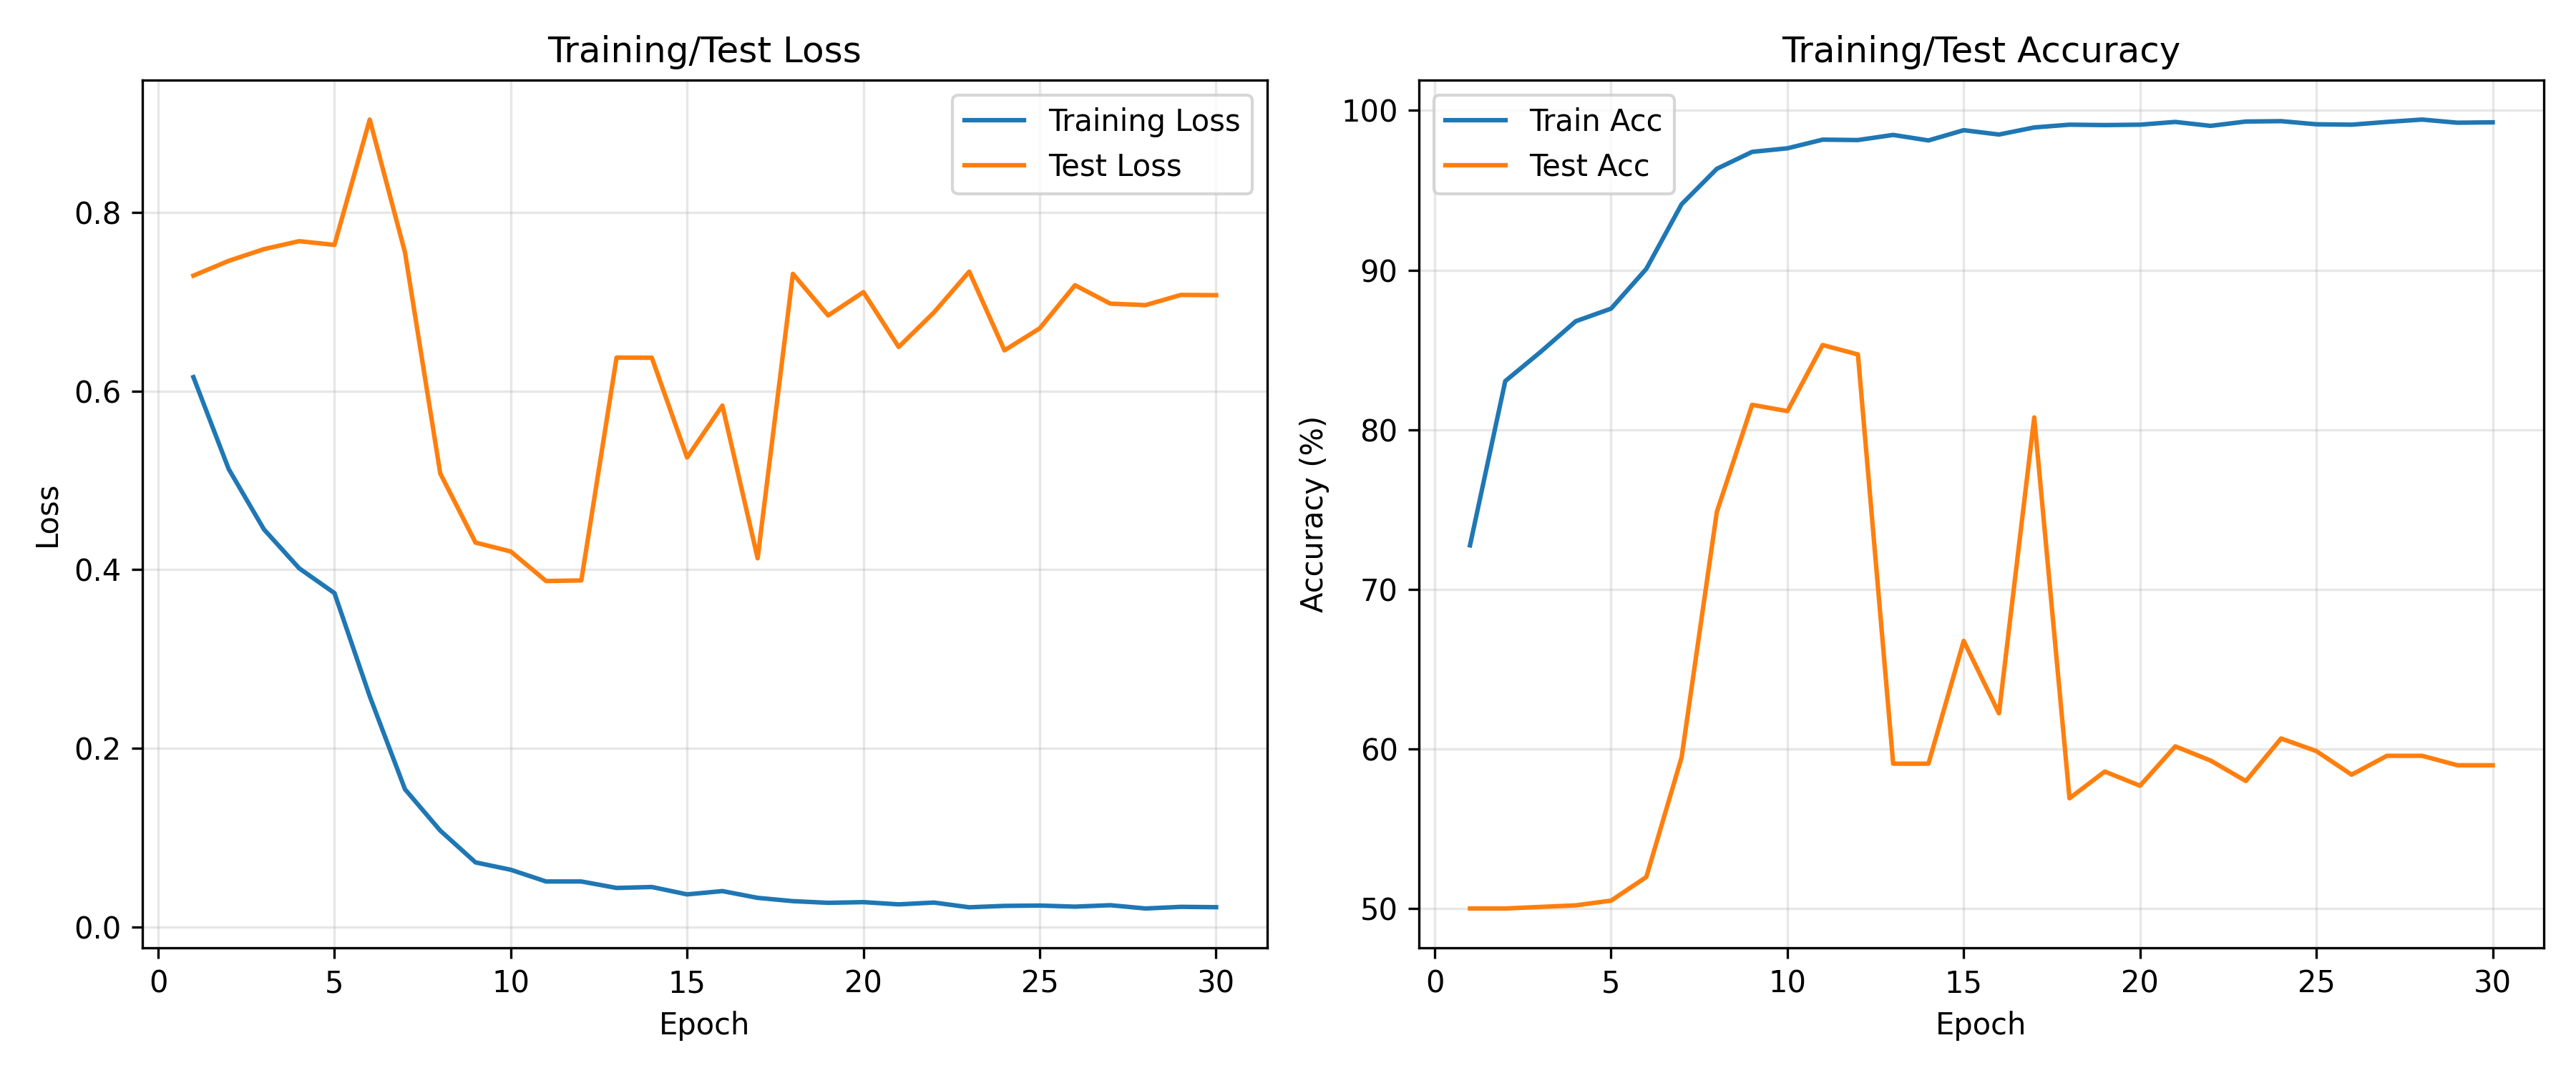 Training/Test Loss
Training Loss
Test Loss
Loss
0.8
0.6
0.4
0.2
0.0
0 5 10 15 20 25 30
Epoch
Training/Test Accuracy
Train Acc
Test Acc
Accuracy (%)
100
90
80
70
60
50
0 5 10 15 20 25 30
Epoch